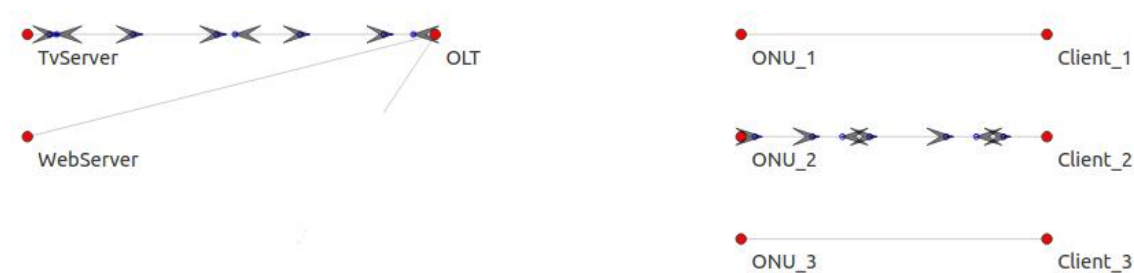 TvServer
OLT
WebServer
ONU_1
Client_1
ONU_2
Client_2
ONU_3
Client_3